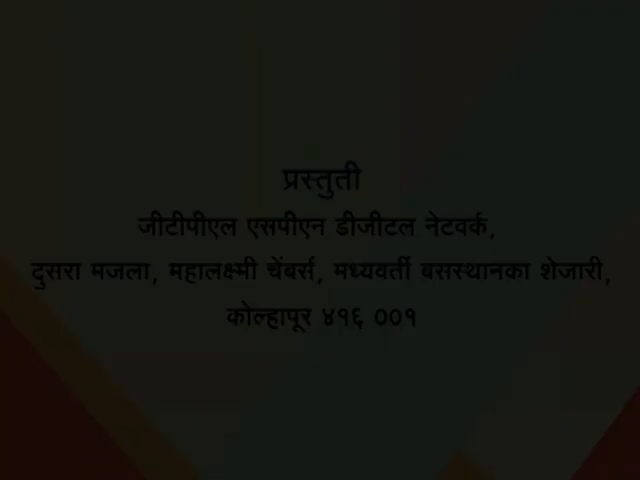 प्रस्तुती
जीटीपीएल एसपीएन डीजीटल नेटवर्क,
दुसरा मजला, महालक्ष्मी चेंबर्स, मध्यवर्ती बसस्थानका शेजारी,
कोल्हापूर ४१६ ००१